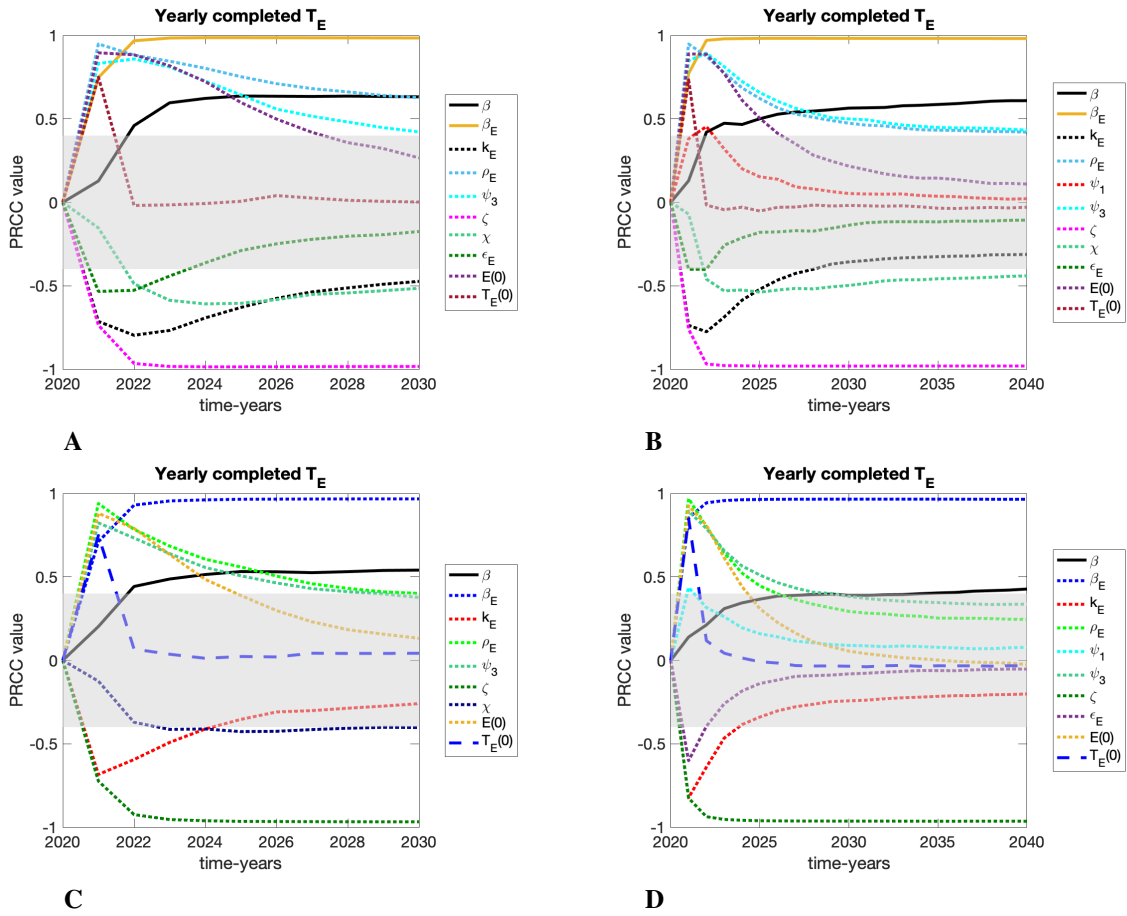 Yearly completed T_E
PRCC value
1
0.5
0
-0.5
-1
2020 2022 2024 2026 2028 2030
time-years
β
β_E
k_E
ρ_E
ψ_3
ζ
χ
ϵ_E
E(0)
T_E(0)
A
Yearly completed T_E
PRCC value
1
0.5
0
-0.5
-1
2020 2025 2030 2035 2040
time-years
β
β_E
k_E
ρ_E
ψ_1
ψ_3
ζ
χ
ϵ_E
E(0)
T_E(0)
B
Yearly completed T_E
PRCC value
1
0.5
0
-0.5
-1
2020 2022 2024 2026 2028 2030
time-years
β
β_E
k_E
ρ_E
ψ_3
ζ
χ
E(0)
T_E(0)
C
Yearly completed T_E
PRCC value
1
0.5
0
-0.5
-1
2020 2025 2030 2035 2040
time-years
β
β_E
k_E
ρ_E
ψ_1
ψ_3
ζ
ϵ_E
E(0)
T_E(0)
D